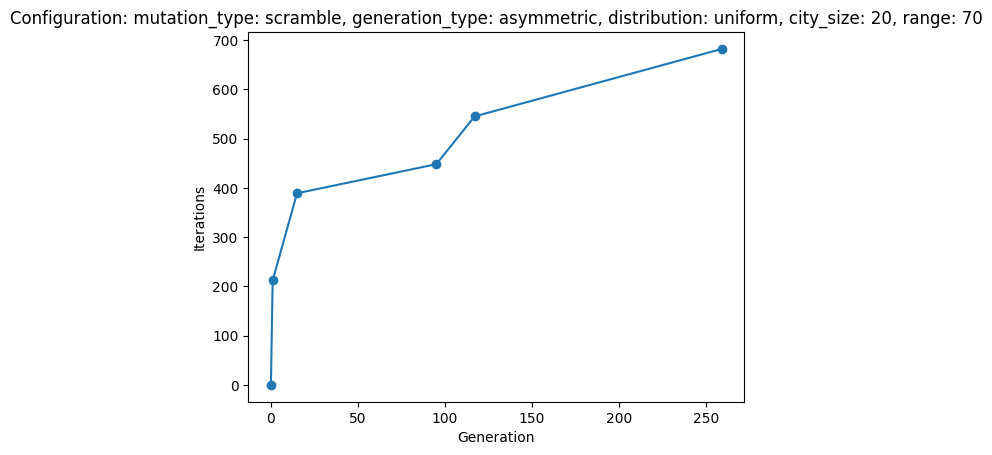 Configuration: mutation_type: scramble, generation_type: asymmetric, distribution: uniform, city_size: 20, range: 70
700
600
500
400
300
200
100
0
Iterations
0 50 100 150 200 250
Generation